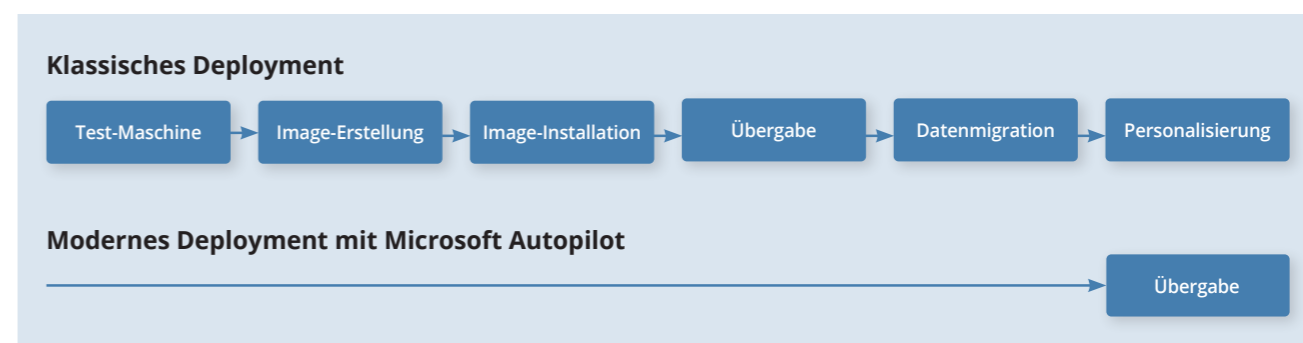 Klassisches Deployment
Test-Maschine
Image-Erstellung
Image-Installation
Übergabe
Datenmigration
Personalisierung
Modernes Deployment mit Microsoft Autopilot
Übergabe